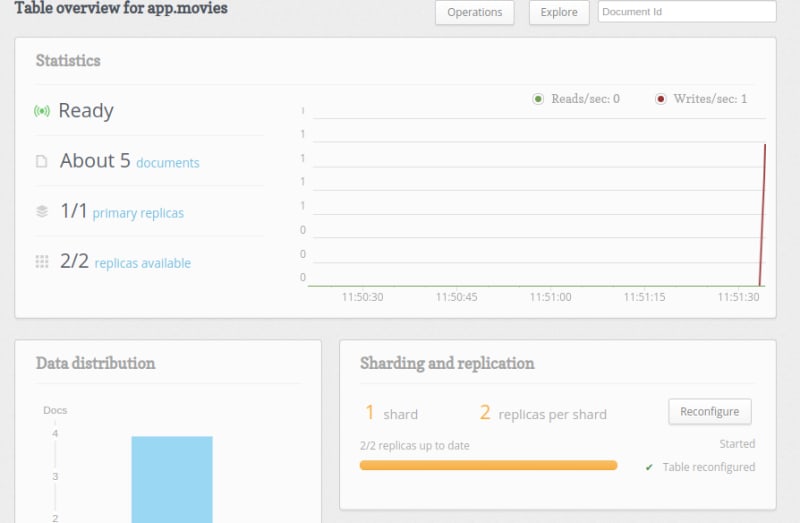 Table overview for app.movies
Operations
Explore
Document Id
Statistics
Reads/sec: 0
Writes/sec: 1
Ready
About 5 documents
1/1 primary replicas
2/2 replicas available
1
1
1
1
1
0
0
0
11:50:30
11:50:45
11:51:00
11:51:15
11:51:30
Data distribution
Docs
4
3
2
Sharding and replication
1 shard
2 replicas per shard
Reconfigure
2/2 replicas up to date
Started
✔ Table reconfigured